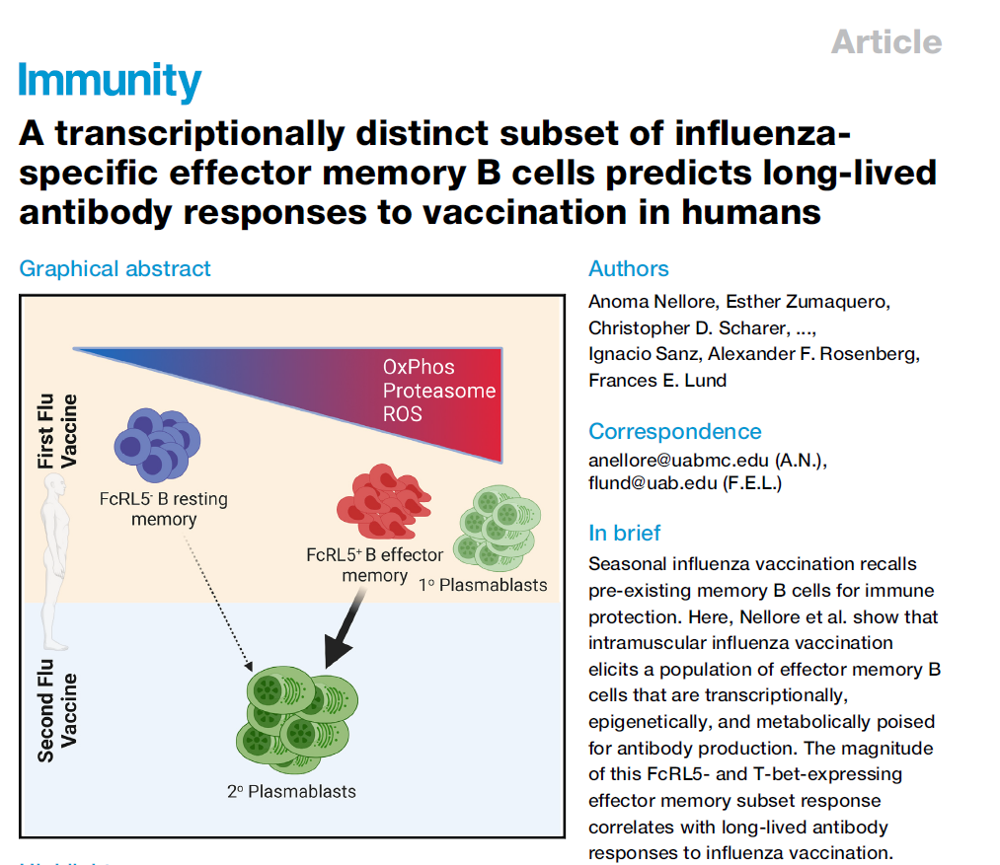 Article
Immunity
A transcriptionally distinct subset of influenza-
specific effector memory B cells predicts long-lived
antibody responses to vaccination in humans
Graphical abstract
First Flu
Vaccine
OxPhos
Proteasome
ROS
FcRL5⁻ B resting
memory
FcRL5⁺ B effector
memory
1º Plasmablasts
Second Flu
Vaccine
2º Plasmablasts
Authors
Anoma Nellore, Esther Zumaquero,
Christopher D. Scharer, ...,
Ignacio Sanz, Alexander F. Rosenberg,
Frances E. Lund
Correspondence
anellore@uabmc.edu (A.N.),
flund@uab.edu (F.E.L.)
In brief
Seasonal influenza vaccination recalls
pre-existing memory B cells for immune
protection. Here, Nellore et al. show that
intramuscular influenza vaccination
elicits a population of effector memory B
cells that are transcriptionally,
epigenetically, and metabolically poised
for antibody production. The magnitude
of this FcRL5- and T-bet-expressing
effector memory subset response
correlates with long-lived antibody
responses to influenza vaccination.